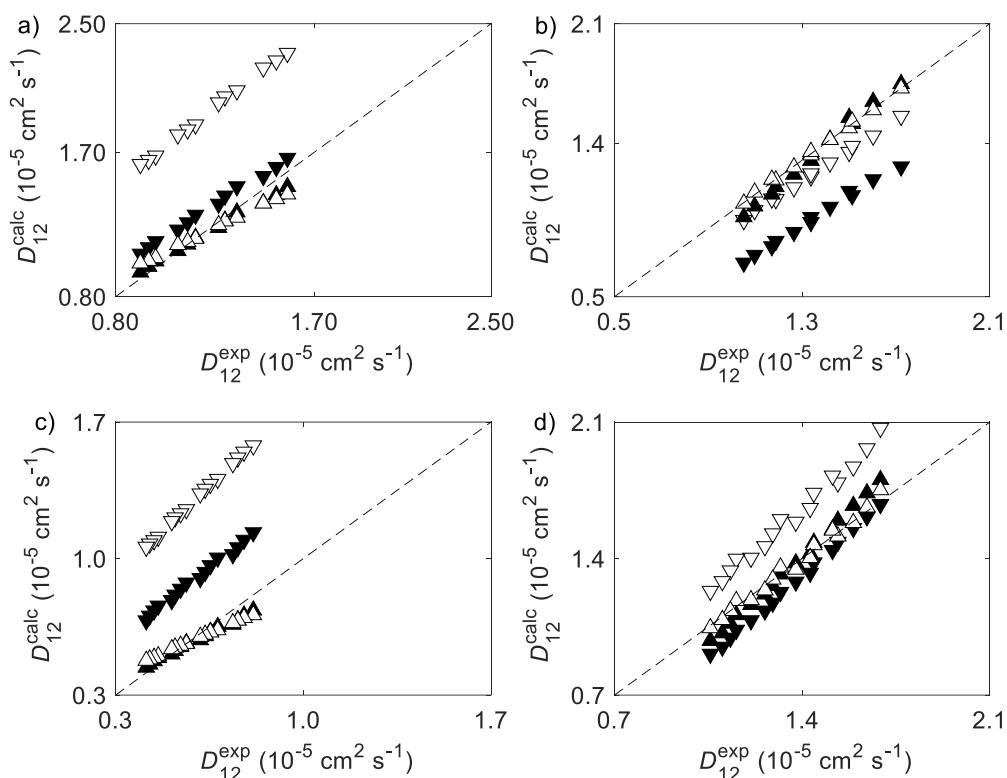 a)
2.50
1.70
0.80
D₁₂ᶜᵃˡᶜ (10⁻⁵ cm² s⁻¹)
0.80 1.70 2.50
D₁₂ᵉˣᵖ (10⁻⁵ cm² s⁻¹)
b)
2.1
1.4
0.5
D₁₂ᶜᵃˡᶜ (10⁻⁵ cm² s⁻¹)
0.5 1.3 2.1
D₁₂ᵉˣᵖ (10⁻⁵ cm² s⁻¹)
c)
1.7
1.0
0.3
D₁₂ᶜᵃˡᶜ (10⁻⁵ cm² s⁻¹)
0.3 1.0 1.7
D₁₂ᵉˣᵖ (10⁻⁵ cm² s⁻¹)
d)
2.1
1.4
0.7
D₁₂ᶜᵃˡᶜ (10⁻⁵ cm² s⁻¹)
0.7 1.4 2.1
D₁₂ᵉˣᵖ (10⁻⁵ cm² s⁻¹)